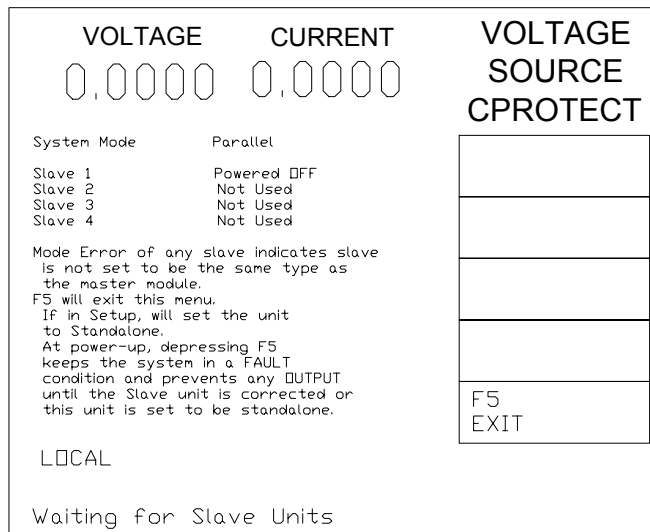 VOLTAGE CURRENT
0.0000 0.0000
VOLTAGE
SOURCE
CPROTECT
System Mode Parallel
Slave 1 Powered OFF
Slave 2 Not Used
Slave 3 Not Used
Slave 4 Not Used
Mode Error of any slave indicates slave
is not set to be the same type as
the master module.
F5 will exit this menu.
If in Setup, will set the unit
to Standalone.
At power-up, depressing F5
keeps the system in a FAULT
condition and prevents any OUTPUT
until the Slave unit is corrected or
this unit is set to be standalone.
F5
EXIT
LOCAL
Waiting for Slave Units